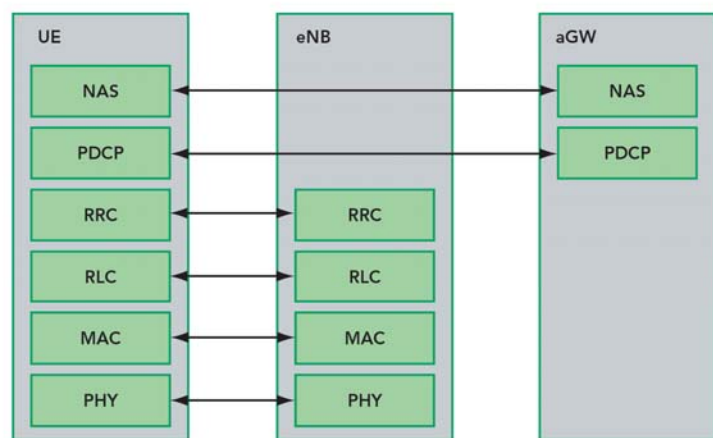 UE
eNB
aGW
NAS
NAS
PDCP
PDCP
RRC
RRC
RLC
RLC
MAC
MAC
PHY
PHY